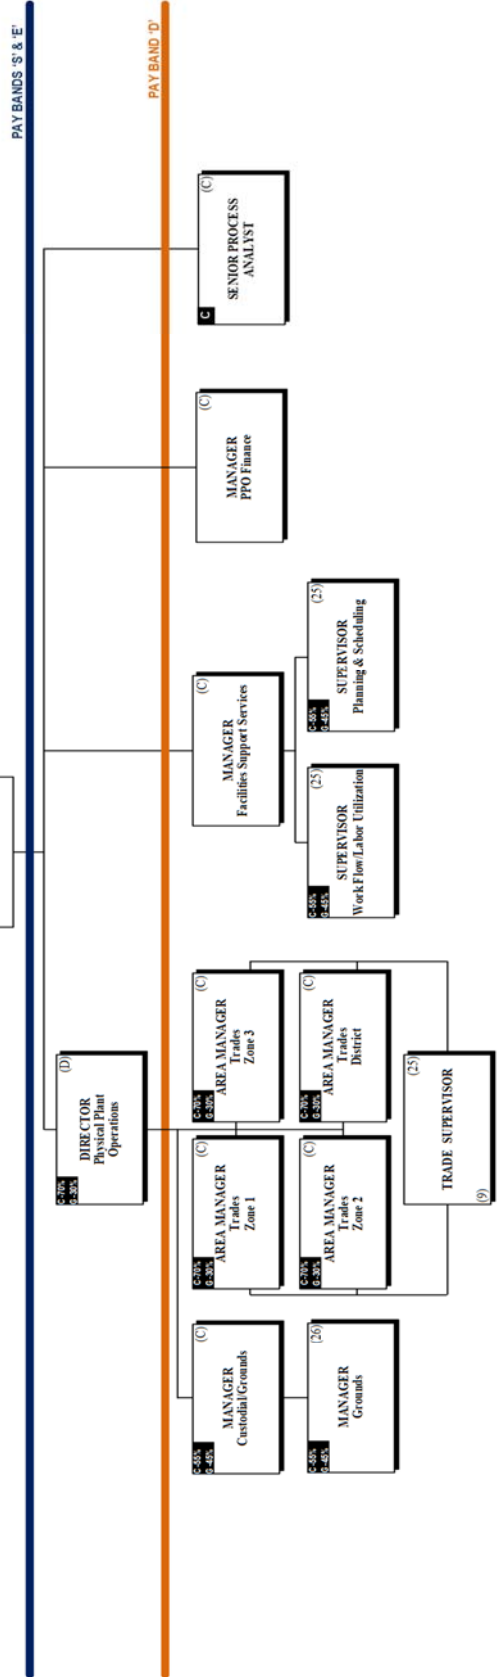 PAY BANDS 'S' & 'E'
PAY BAND 'D'
C-70%
G-30%
(D)
DIRECTOR
Physical Plant
Operations
C-55%
G-45%
(C)
MANAGER
Custodial/Grounds
C-70%
G-30%
(C)
AREA MANAGER
Trades
Zone 1
C-70%
G-30%
(C)
AREA MANAGER
Trades
Zone 3
(C)
MANAGER
Facilities Support Services
(C)
MANAGER
PPO Finance
C
(C)
SENIOR PROCESS
ANALYST
C-55%
G-45%
(26)
MANAGER
Grounds
C-70%
G-30%
(C)
AREA MANAGER
Trades
Zone 2
C-70%
G-30%
(C)
AREA MANAGER
Trades
District
C-55%
G-45%
(25)
SUPERVISOR
Work Flow/Labor Utilization
C-55%
G-45%
(25)
SUPERVISOR
Planning & Scheduling
(25)
TRADE SUPERVISOR
(9)